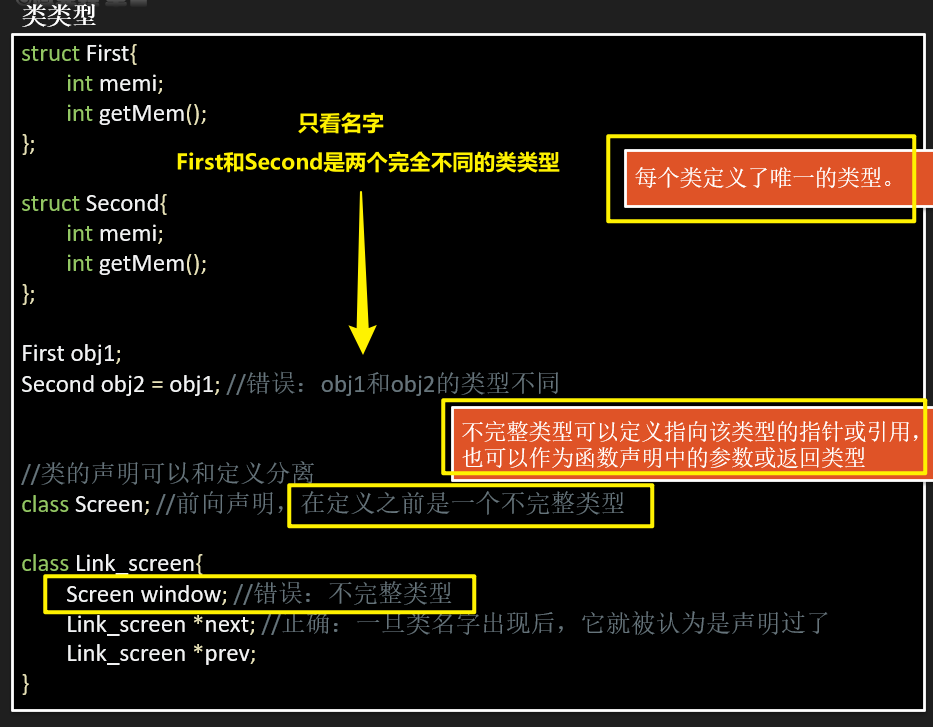 类类型
struct First{
int memi;
int getMem();
};
只看名字
First和Second是两个完全不同的类类型
每个类定义了唯一的类型。
struct Second{
int memi;
int getMem();
};
First obj1;
Second obj2 = obj1; //错误：obj1和obj2的类型不同
不完整类型可以定义指向该类型的指针或引用，
也可以作为函数声明中的参数或返回类型
//类的声明可以和定义分离
class Screen; //前向声明，在定义之前是一个不完整类型
class Link_screen{
Screen window; //错误：不完整类型
Link_screen *next; //正确：一旦类名字出现后，它就被认为是声明过了
Link_screen *prev;
}